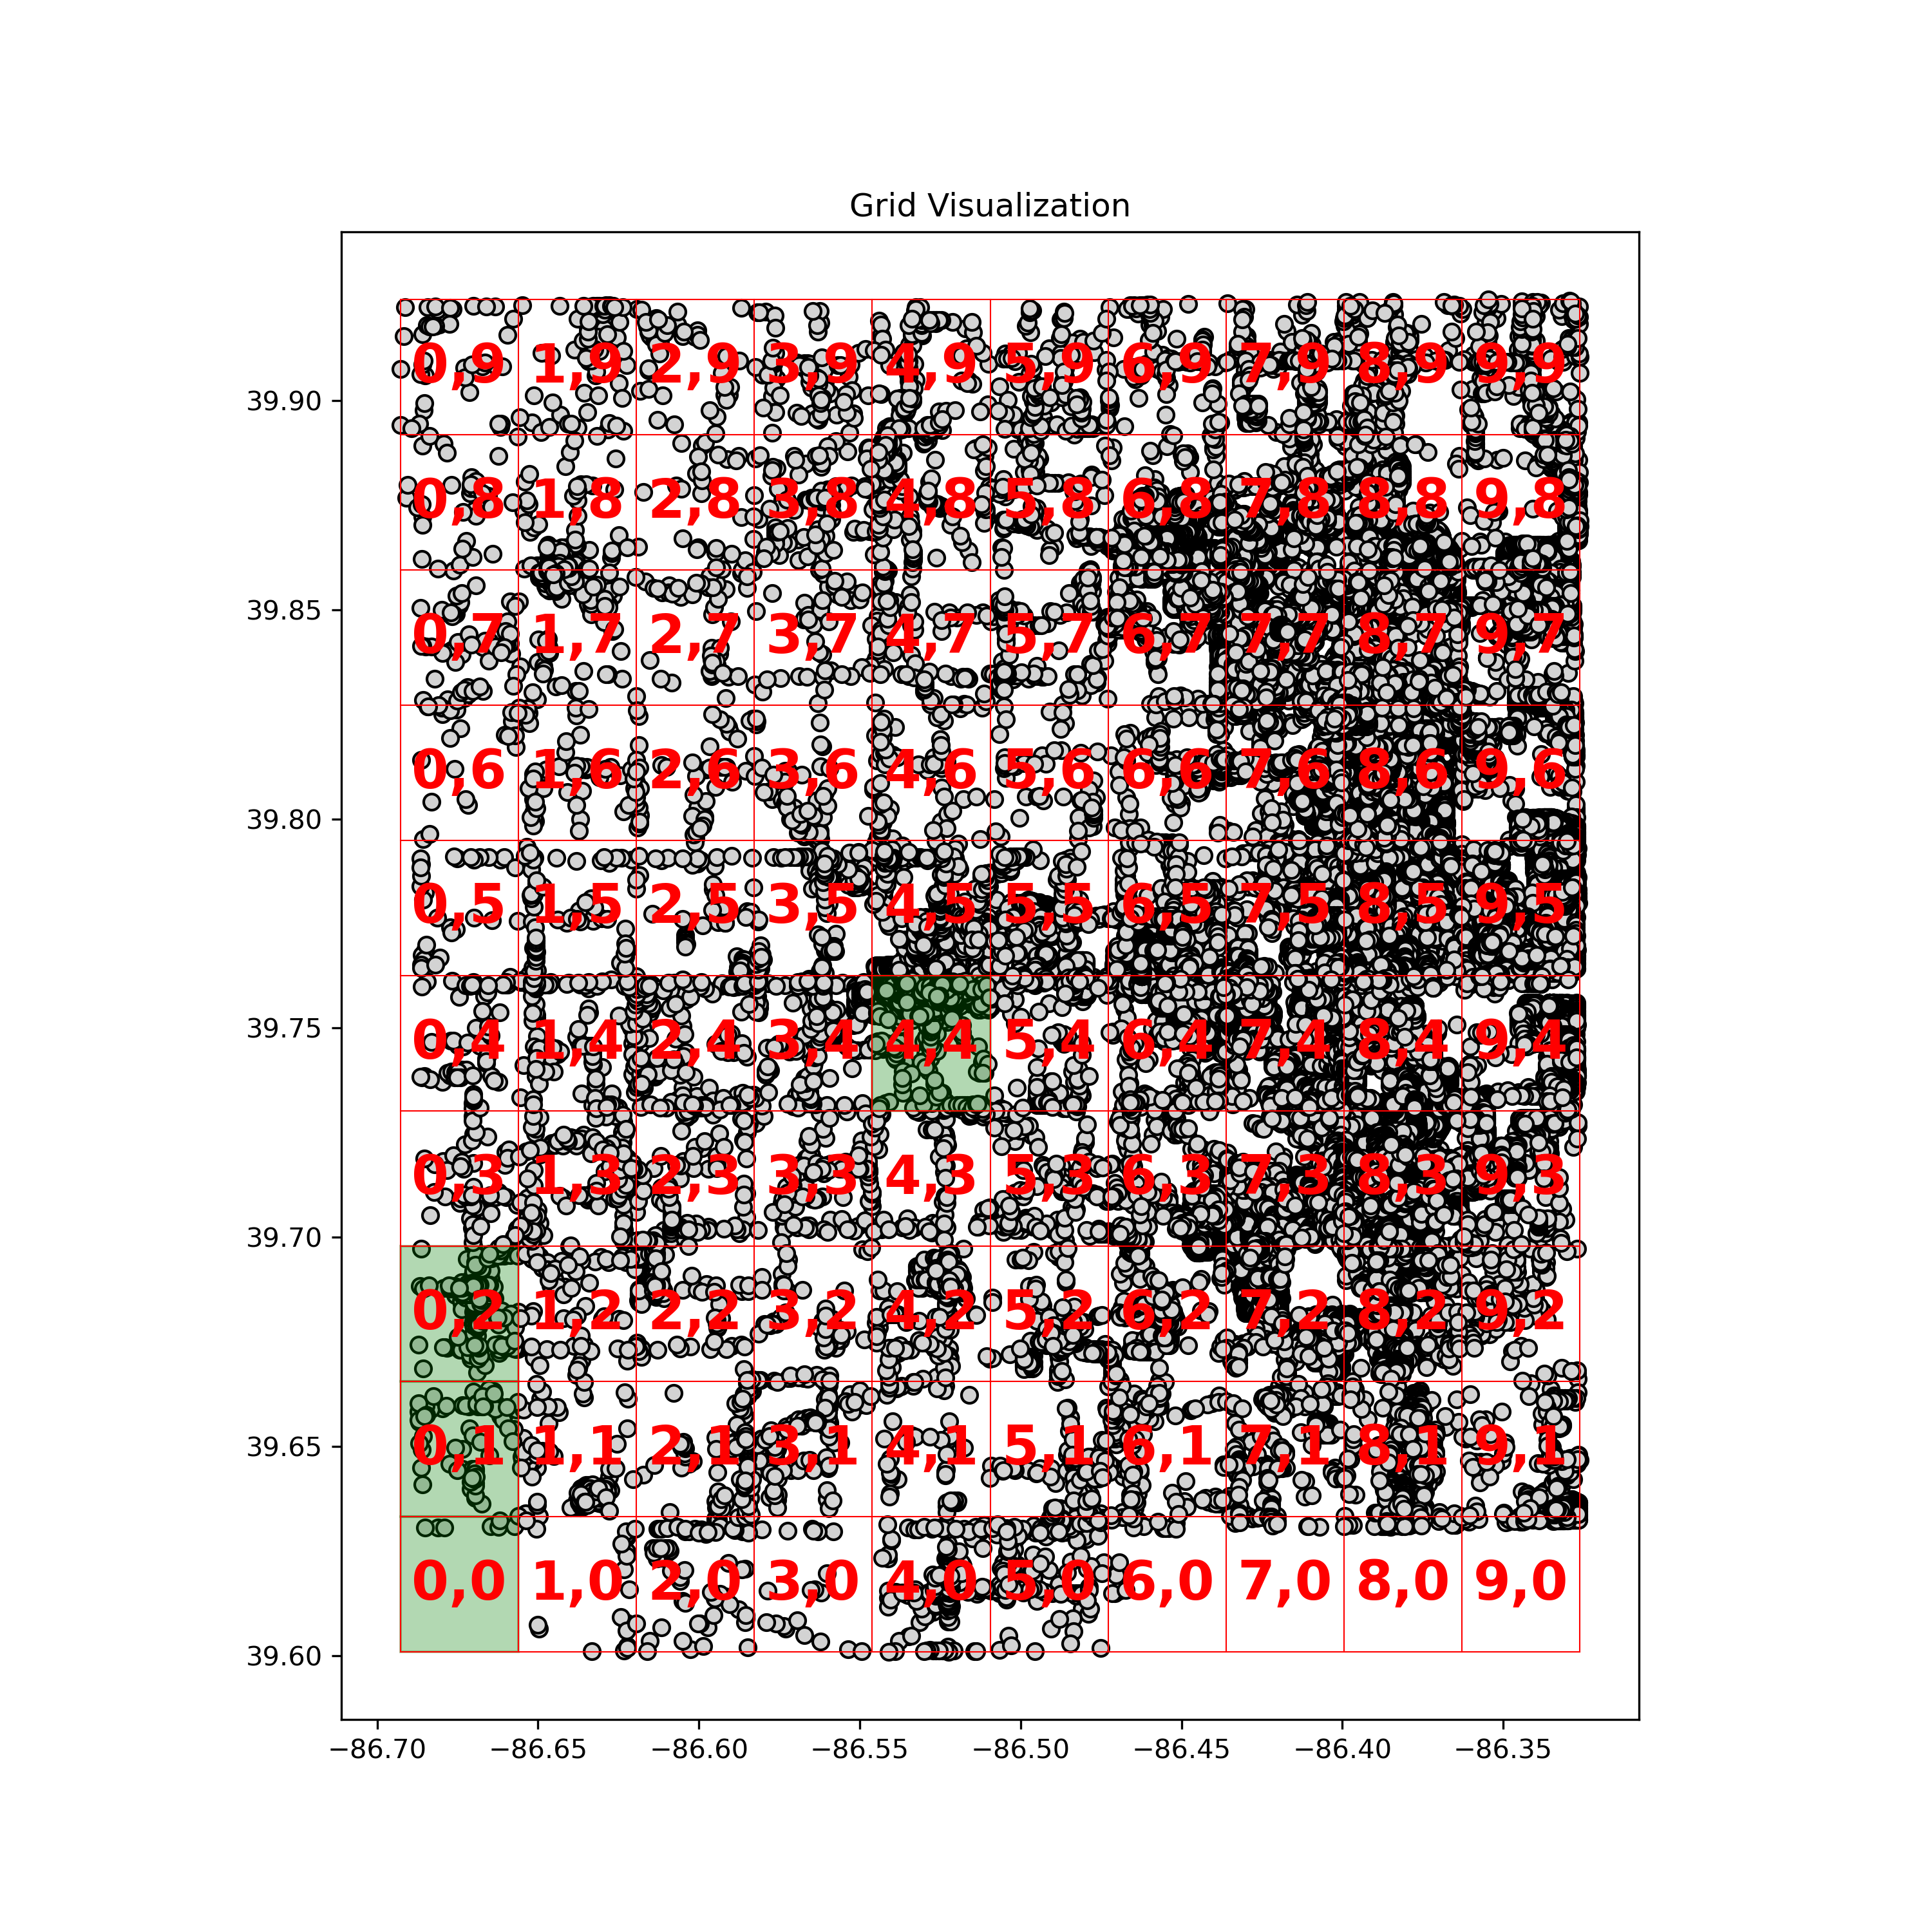 Grid Visualization
39.90
39.85
39.80
39.75
39.70
39.65
39.60
0,9 1,9 2,9 3,9 4,9 5,9 6,9 7,9 8,9 9,9
0,8 1,8 2,8 3,8 4,8 5,8 6,8 7,8 8,8 9,8
0,7 1,7 2,7 3,7 4,7 5,7 6,7 7,7 8,7 9,7
0,6 1,6 2,6 3,6 4,6 5,6 6,6 7,6 8,6 9,6
0,5 1,5 2,5 3,5 4,5 5,5 6,5 7,5 8,5 9,5
0,4 1,4 2,4 3,4 4,4 5,4 6,4 7,4 8,4 9,4
0,3 1,3 2,3 3,3 4,3 5,3 6,3 7,3 8,3 9,3
0,2 1,2 2,2 3,2 4,2 5,2 6,2 7,2 8,2 9,2
0,1 1,1 2,1 3,1 4,1 5,1 6,1 7,1 8,1 9,1
0,0 1,0 2,0 3,0 4,0 5,0 6,0 7,0 8,0 9,0
−86.70 −86.65 −86.60 −86.55 −86.50 −86.45 −86.40 −86.35